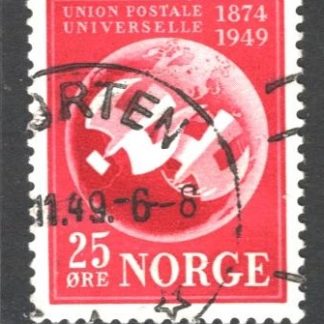 UNION POSTALE 1874
UNIVERSELLE 1949
ORTEN
11.49.-6-8
25
ØRE NORGE